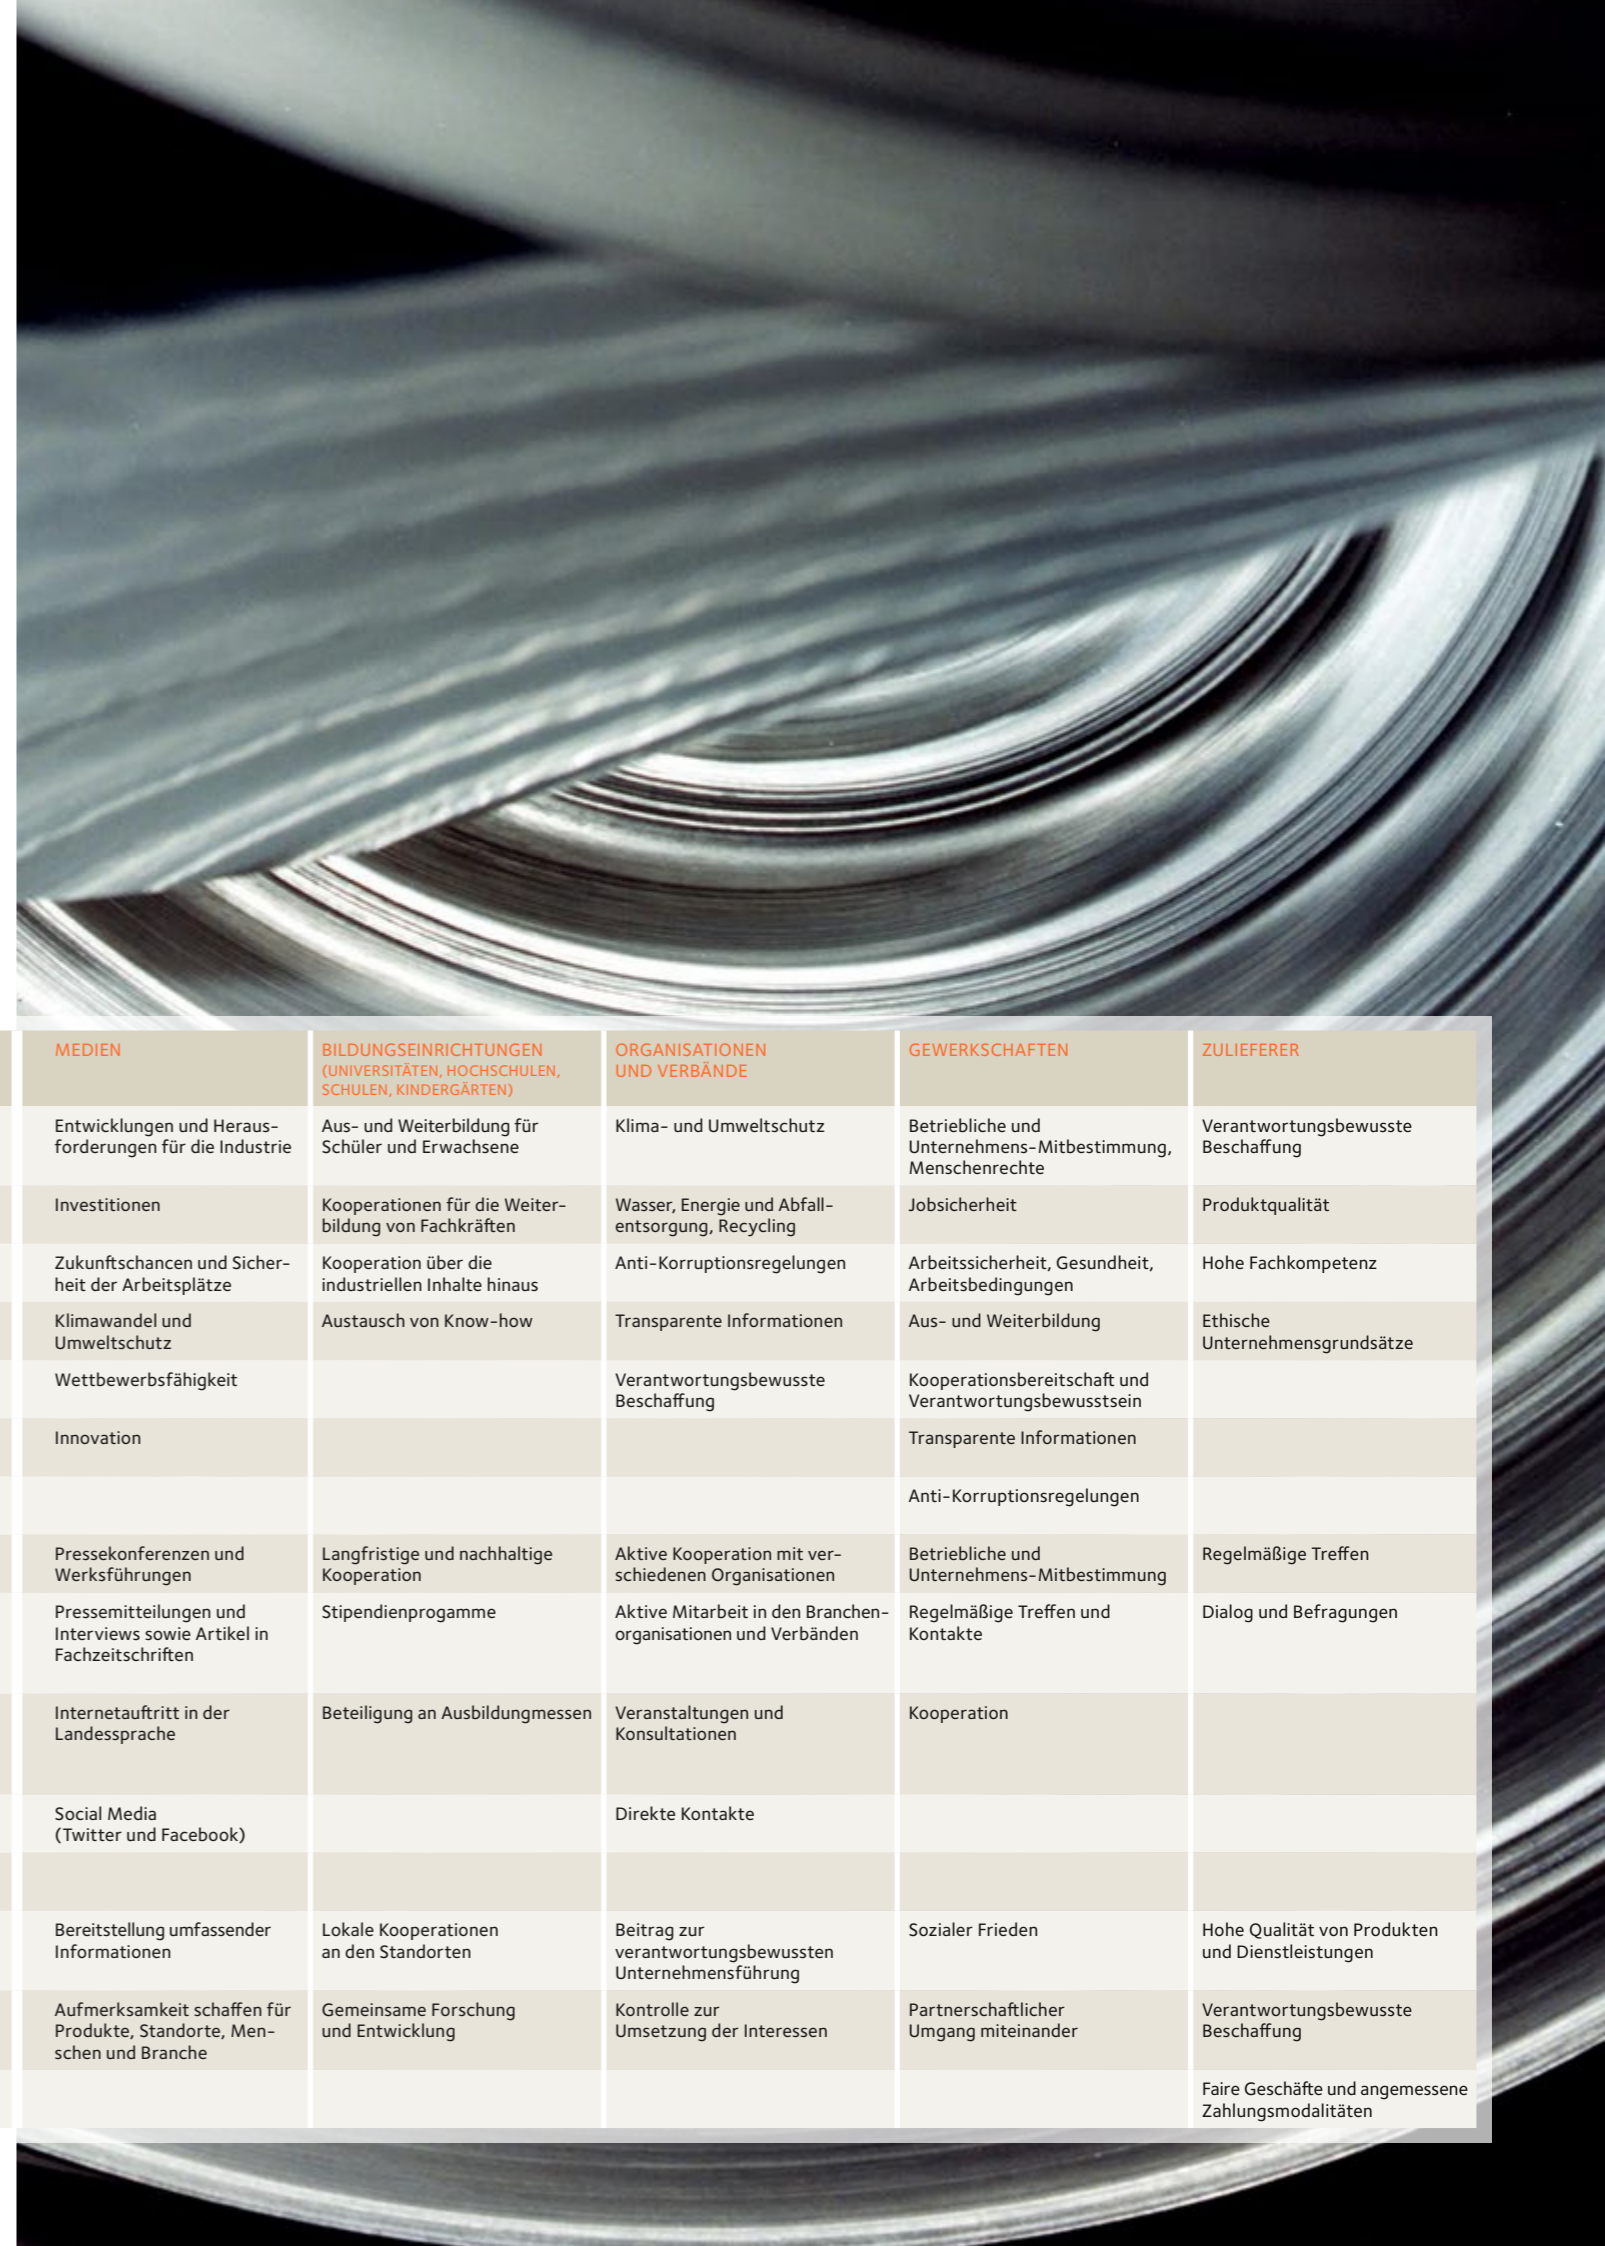 MEDIEN
BILDUNGSEINRICHTUNGEN
(UNIVERSITÄTEN, HOCHSCHULEN,
SCHULEN, KINDERGÄRTEN)
ORGANISATIONEN
UND VERBÄNDE
GEWERKSCHAFTEN
ZULIEFERER
Entwicklungen und Heraus-
forderungen für die Industrie
Aus- und Weiterbildung für
Schüler und Erwachsene
Klima- und Umweltschutz
Betriebliche und
Unternehmens-Mitbestimmung,
Menschenrechte
Verantwortungsbewusste
Beschaffung
Investitionen
Kooperationen für die Weiter-
bildung von Fachkräften
Wasser, Energie und Abfall-
entsorgung, Recycling
Jobsicherheit
Produktqualität
Zukunftschancen und Sicher-
heit der Arbeitsplätze
Kooperation über die
industriellen Inhalte hinaus
Anti-Korruptionsregelungen
Arbeitssicherheit, Gesundheit,
Arbeitsbedingungen
Hohe Fachkompetenz
Klimawandel und
Umweltschutz
Austausch von Know-how
Transparente Informationen
Aus- und Weiterbildung
Ethische
Unternehmensgrundsätze
Wettbewerbsfähigkeit
Verantwortungsbewusste
Beschaffung
Kooperationsbereitschaft und
Verantwortungsbewusstsein
Innovation
Transparente Informationen
Anti-Korruptionsregelungen
Pressekonferenzen und
Werksführungen
Langfristige und nachhaltige
Kooperation
Aktive Kooperation mit ver-
schiedenen Organisationen
Betriebliche und
Unternehmens-Mitbestimmung
Regelmäßige Treffen
Pressemitteilungen und
Interviews sowie Artikel in
Fachzeitschriften
Stipendienprogamme
Aktive Mitarbeit in den Branchen-
organisationen und Verbänden
Regelmäßige Treffen und
Kontakte
Dialog und Befragungen
Internetauftritt in der
Landessprache
Beteiligung an Ausbildungmessen
Veranstaltungen und
Konsultationen
Kooperation
Social Media
(Twitter und Facebook)
Direkte Kontakte
Bereitstellung umfassender
Informationen
Lokale Kooperationen
an den Standorten
Beitrag zur
verantwortungsbewussten
Unternehmensführung
Sozialer Frieden
Hohe Qualität von Produkten
und Dienstleistungen
Aufmerksamkeit schaffen für
Produkte, Standorte, Men-
schen und Branche
Gemeinsame Forschung
und Entwicklung
Kontrolle zur
Umsetzung der Interessen
Partnerschaftlicher
Umgang miteinander
Verantwortungsbewusste
Beschaffung
Faire Geschäfte und angemessene
Zahlungsmodalitäten